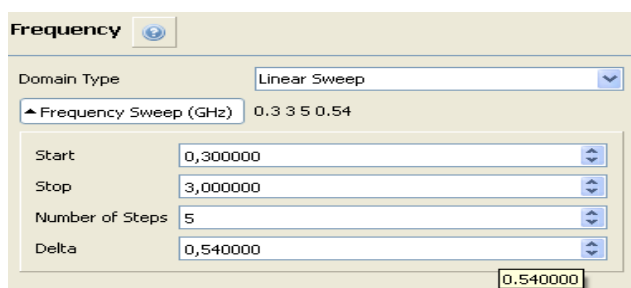 Frequency
Domain Type Linear Sweep
Frequency Sweep (GHz) 0.3 3 5 0.54
Start 0,300000
Stop 3,000000
Number of Steps 5
Delta 0,540000
0.540000